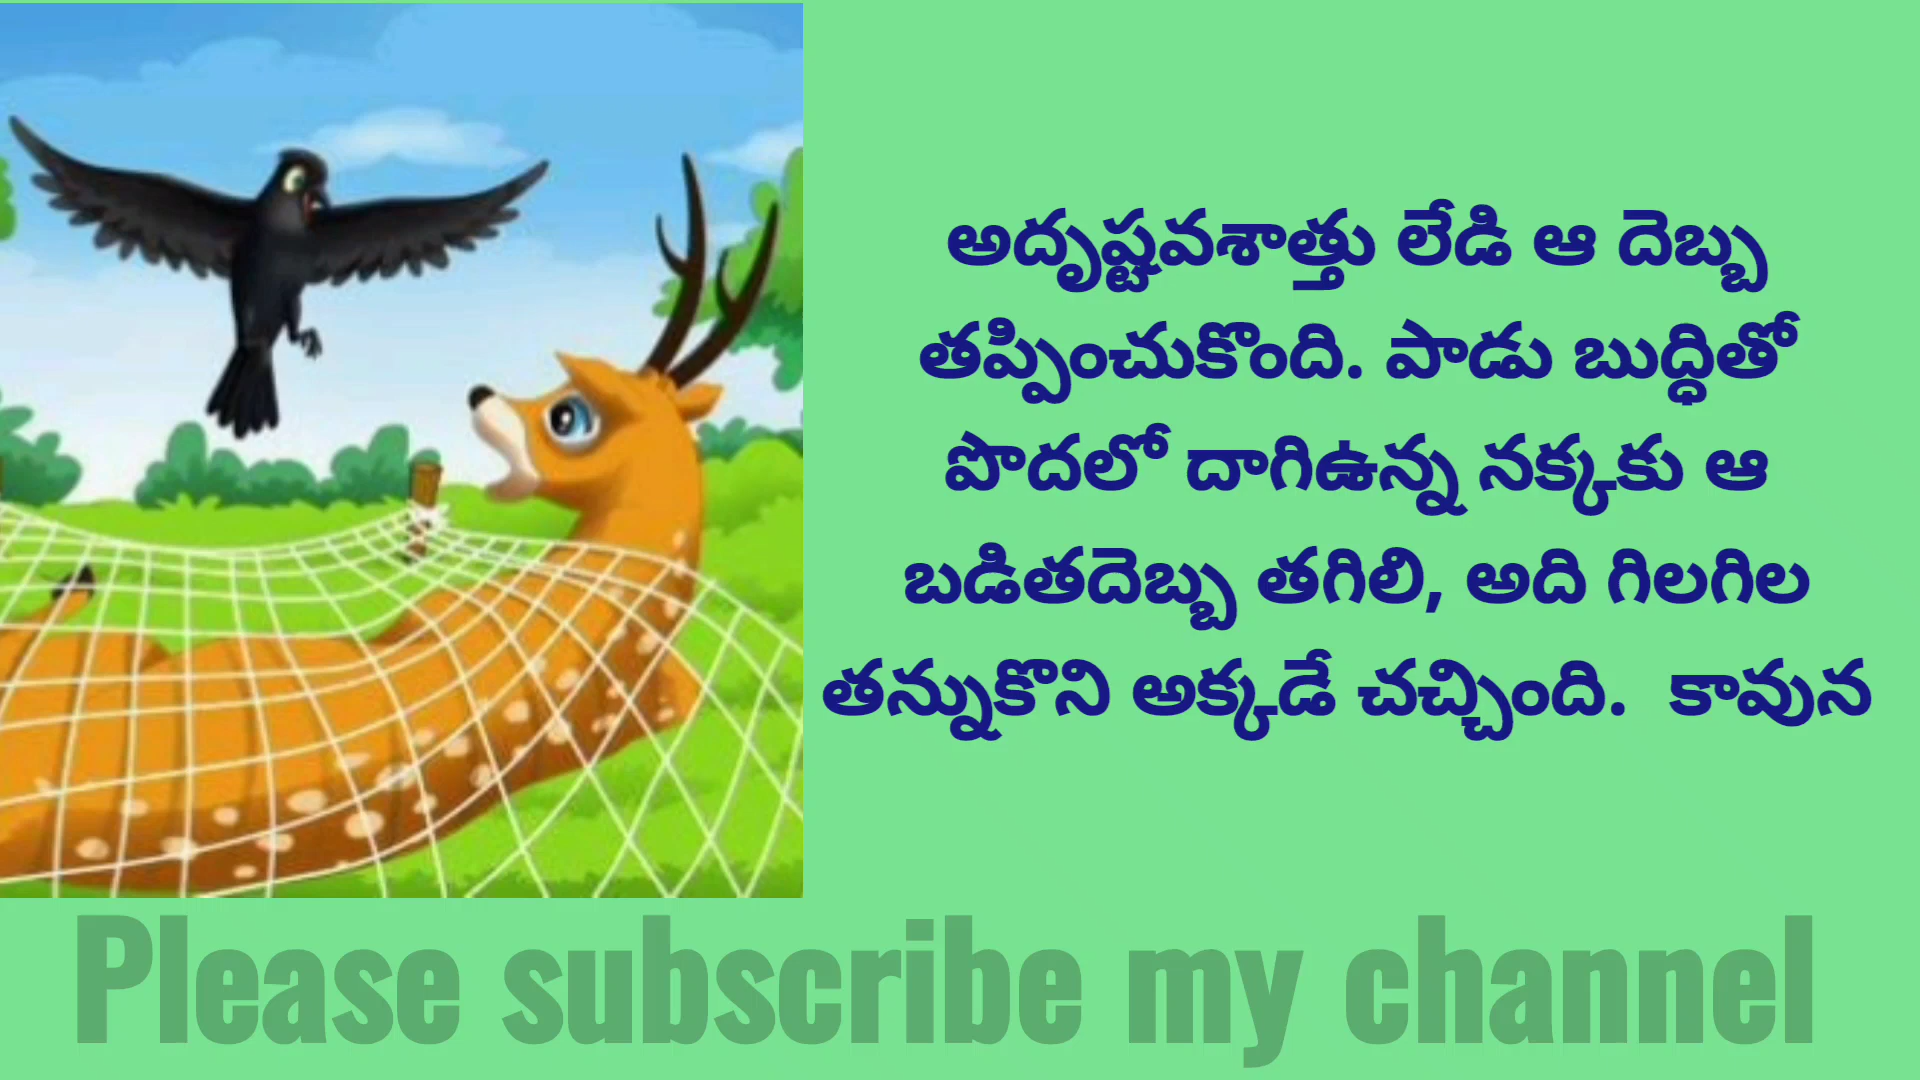 అదృష్టవశాత్తు లేడి ఆ దెబ్బ
తప్పించుకొంది. పాడు బుద్ధితో
పొదలో దాగిఉన్న నక్కకు ఆ
బడితదెబ్బ తగిలి, అది గిలగిల
తన్నుకొని అక్కడే చచ్చింది. కావున
Please subscribe my channel